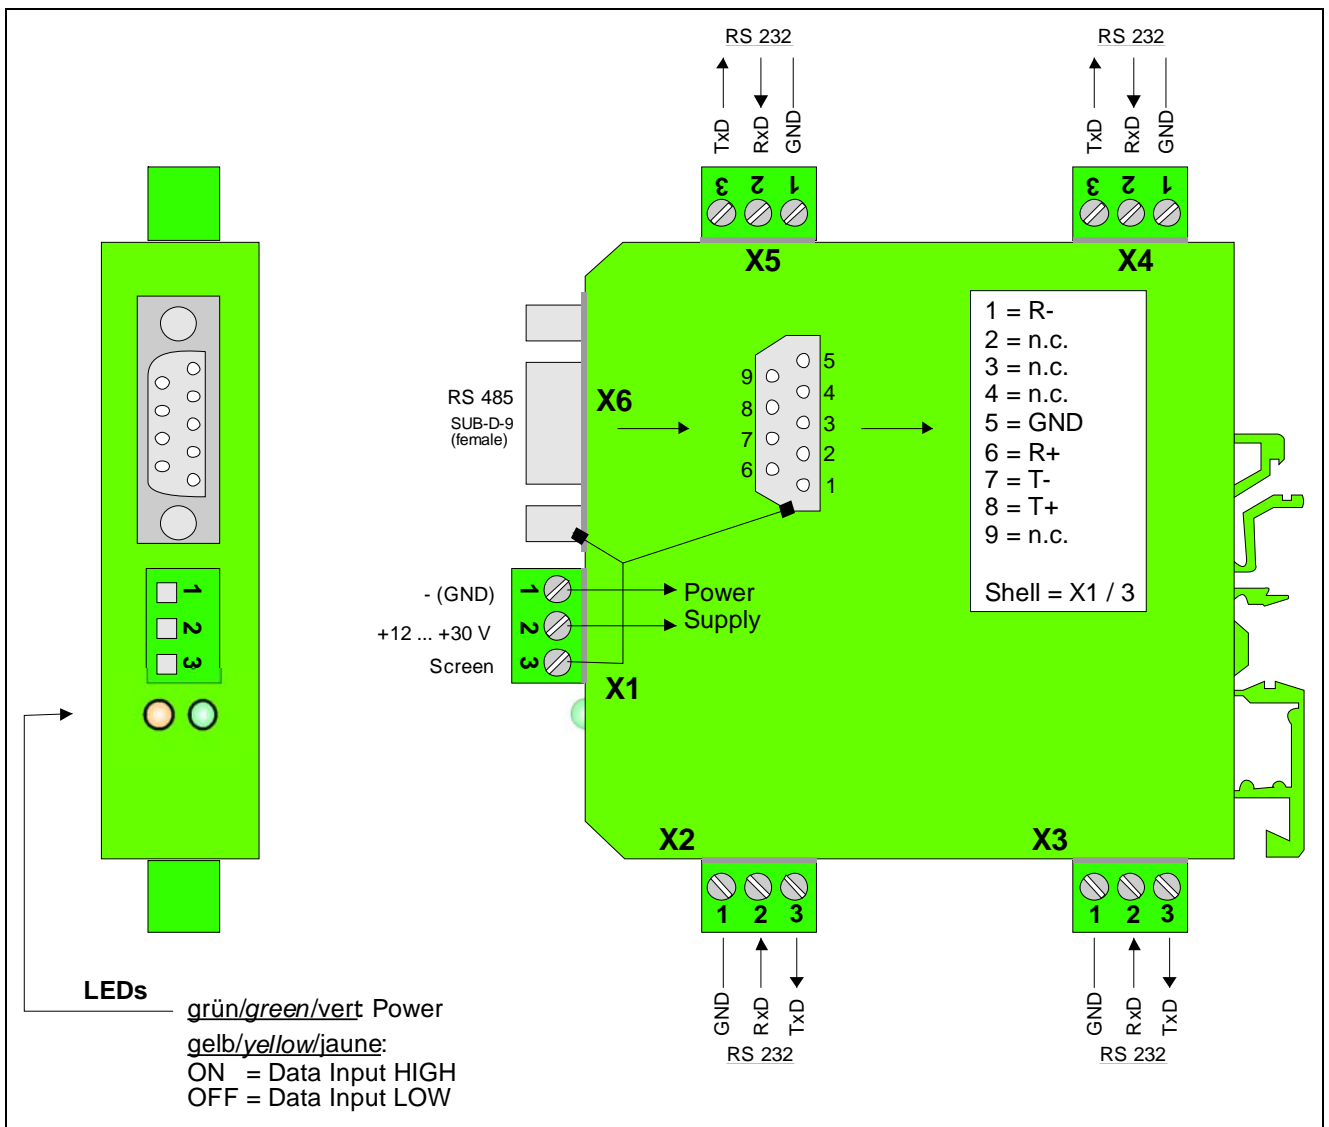 RS 232
RS 232
TxD
RxD
GND
TxD
RxD
GND
3 2 1
3 2 1
X5
X4
1 = R-
2 = n.c.
3 = n.c.
4 = n.c.
5 = GND
6 = R+
7 = T-
8 = T+
9 = n.c.
Shell = X1 / 3
RS 485
SUB-D-9
(female)
X6
9
8
7
6
5
4
3
2
1
- (GND)
+12 ... +30 V
Screen
1
2
3
Power
Supply
X1
1
2
3
X2
X3
1 2 3
1 2 3
GND
RxD
TxD
GND
RxD
TxD
RS 232
RS 232
LEDs
grün/green/vert: Power
gelb/yellow/jaune:
ON = Data Input HIGH
OFF = Data Input LOW